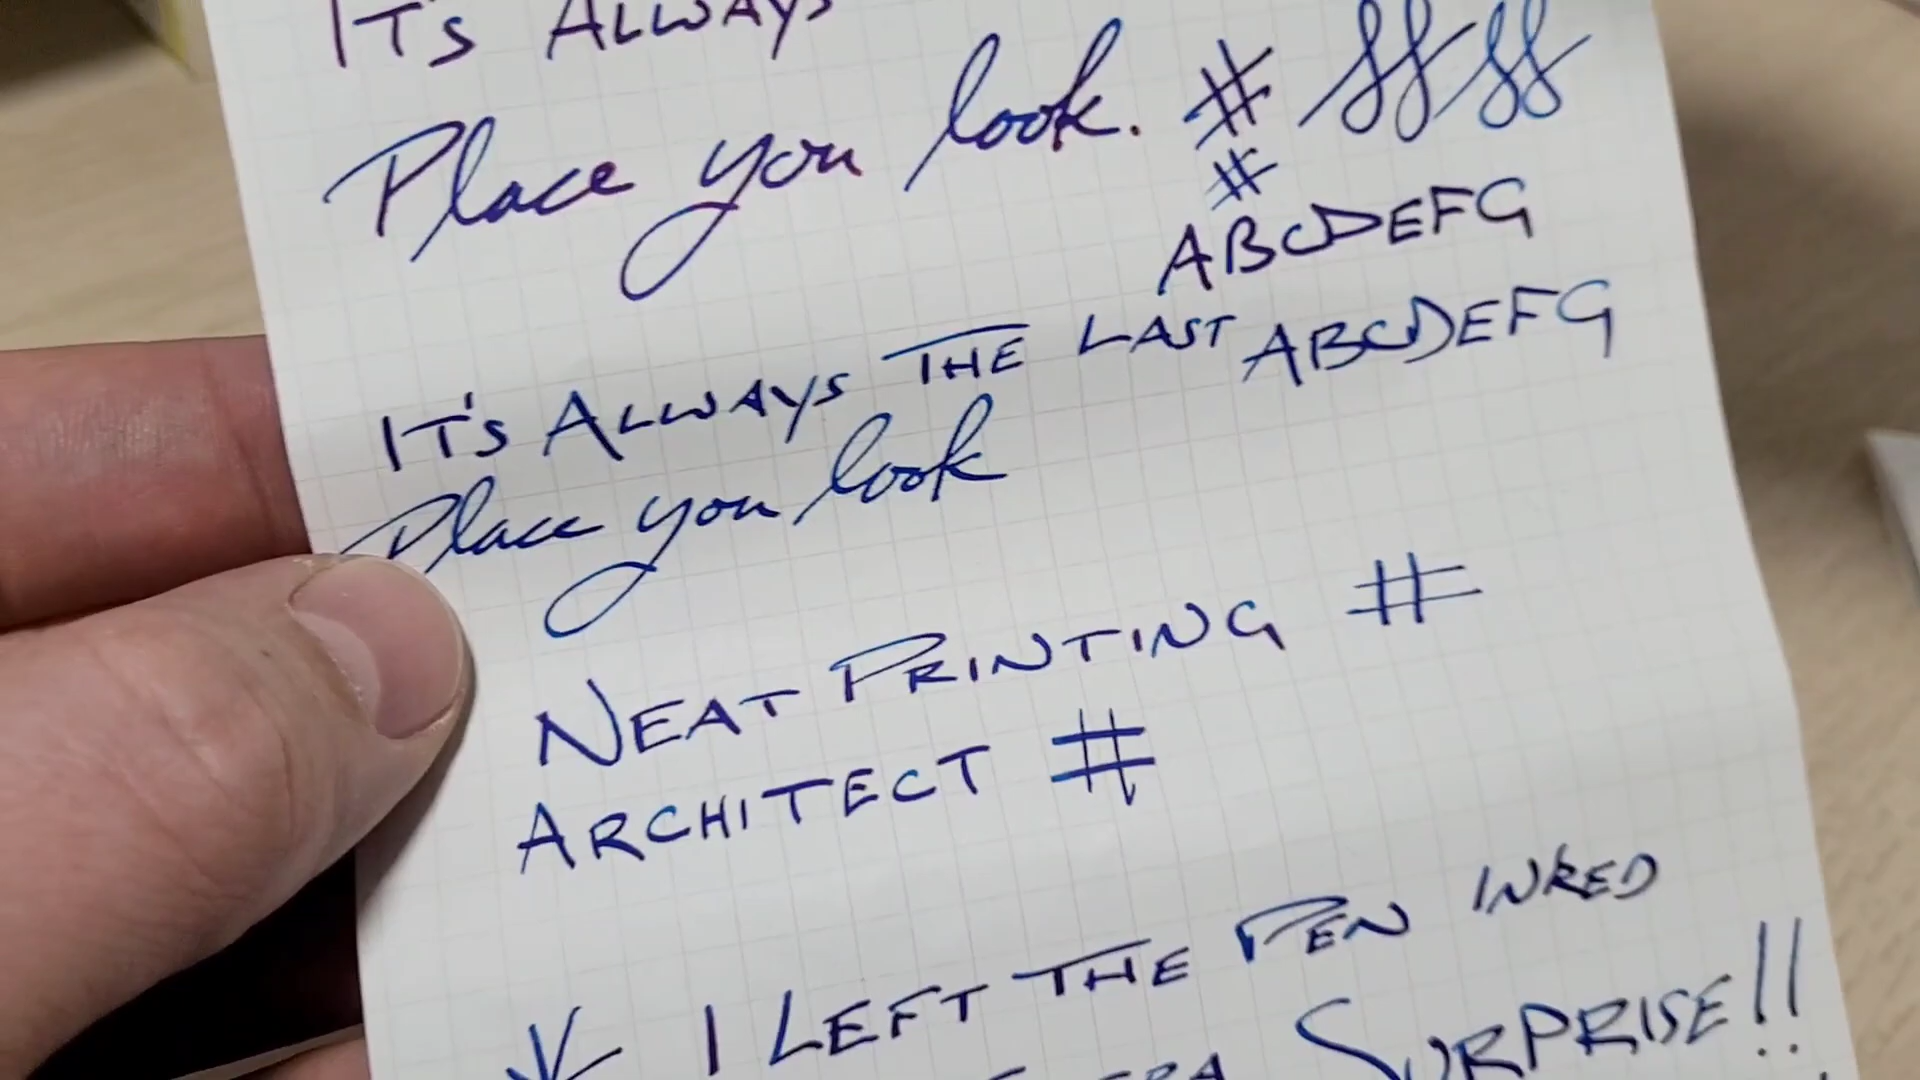 IT'S ALWAYS
Place you look. # ffff
#
ABCDEFG
IT'S ALWAYS THE LAST ABCDEFG
Place you look
NEAT PRINTING #
ARCHITECT #
I LEFT THE PEN INKED
SURPRISE!!